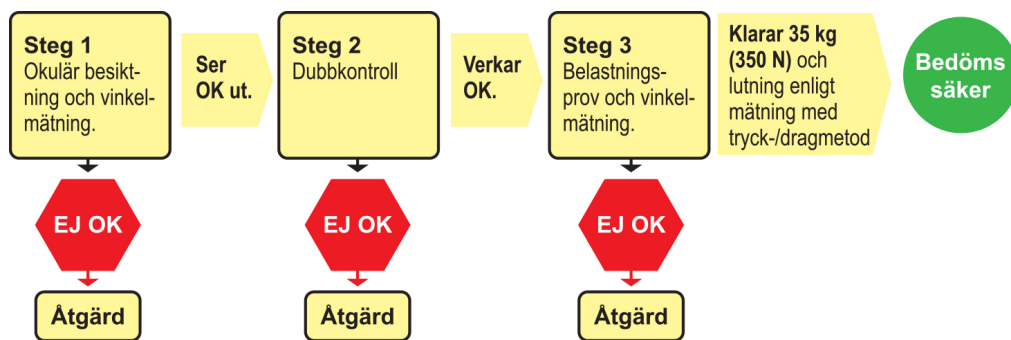 Steg 1
Okulär besikt-
ning och vinkel-
mätning.
Ser
OK ut.
Steg 2
Dubbkontroll
Verkar
OK.
Steg 3
Belastnings-
prov och vinkel-
mätning.
Klarar 35 kg
(350 N) och
lutning enligt
mätning med
tryck-/dragmetod
Bedöms
säker
EJ OK
EJ OK
EJ OK
Åtgärd
Åtgärd
Åtgärd